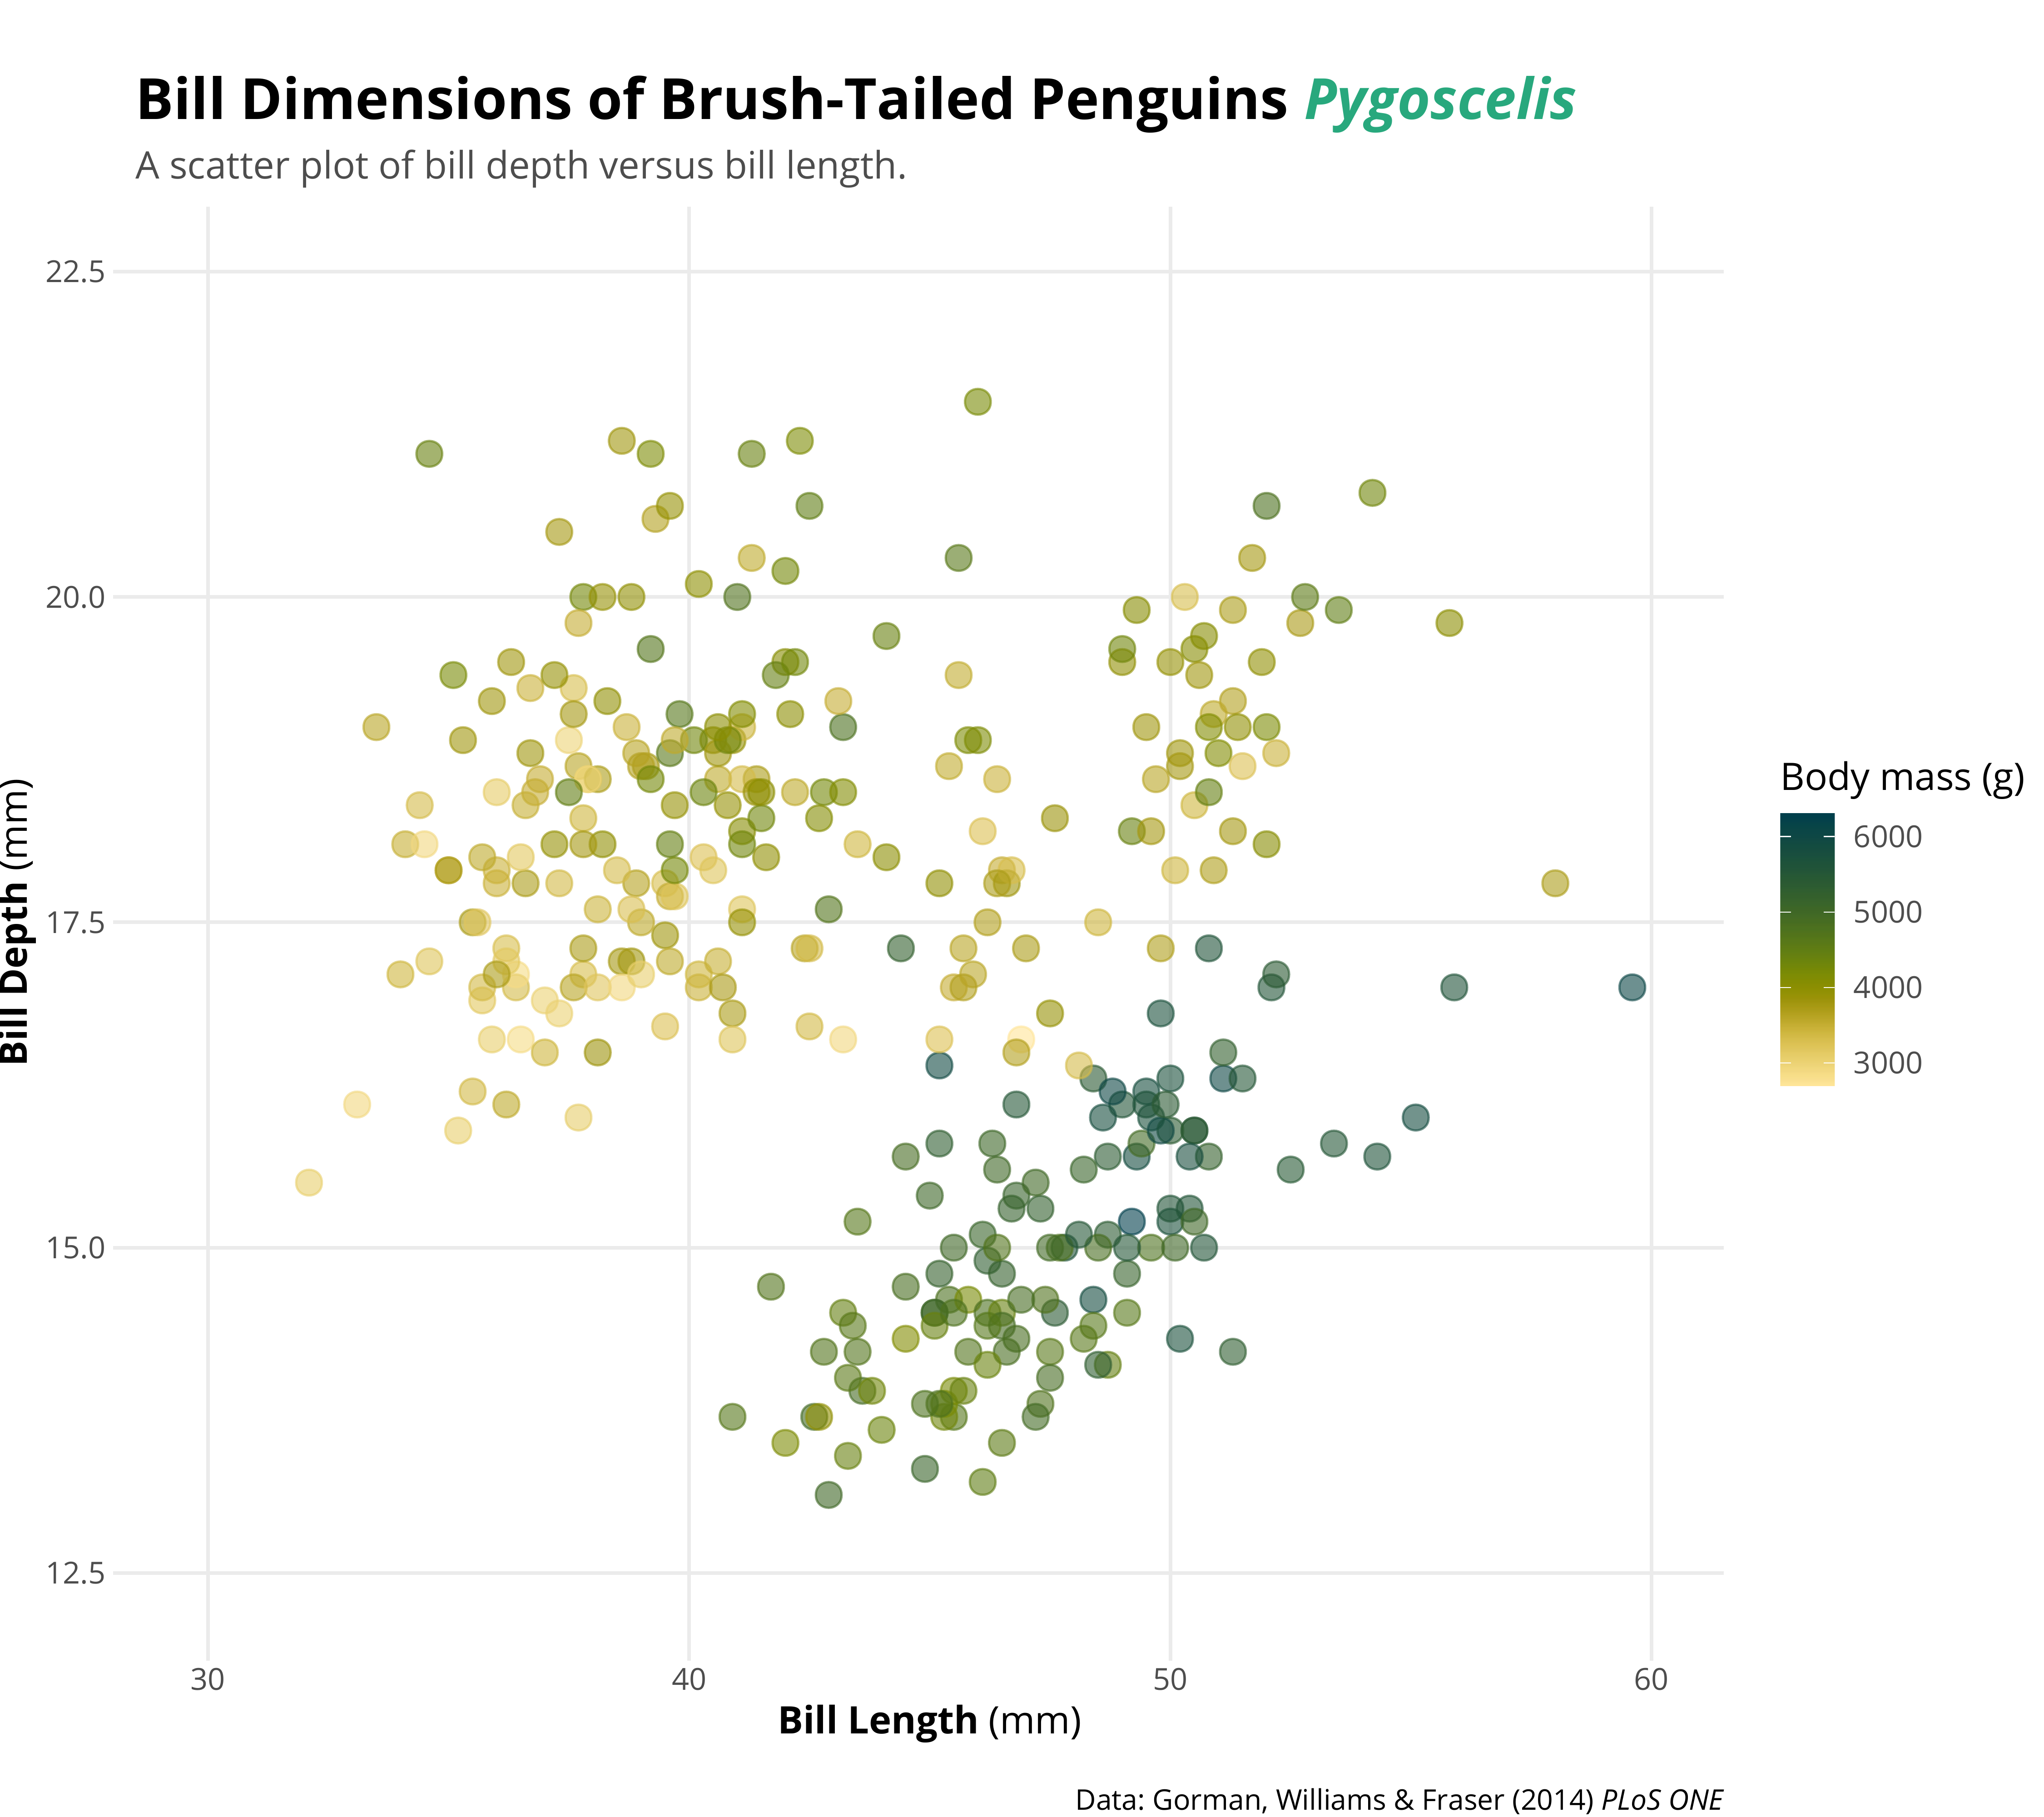 Bill Dimensions of Brush-Tailed Penguins Pygoscelis
A scatter plot of bill depth versus bill length.
22.5
20.0
17.5
15.0
12.5
Bill Depth (mm)
30 40 50 60
Bill Length (mm)
Body mass (g)
6000
5000
4000
3000
Data: Gorman, Williams & Fraser (2014) PLoS ONE